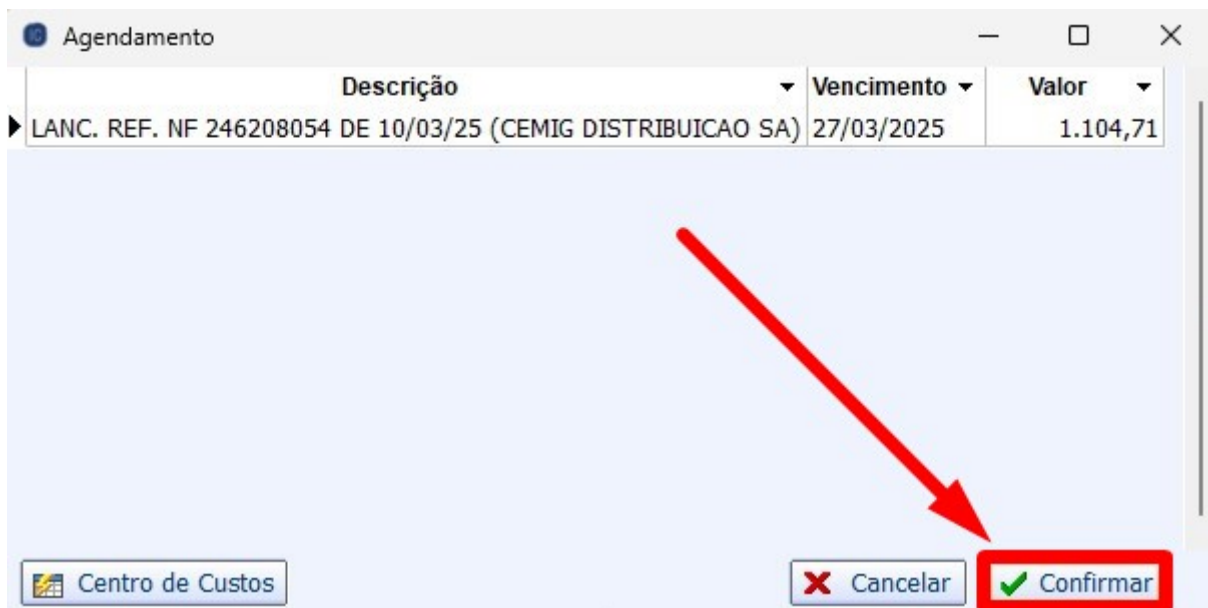 Agendamento
Descrição Vencimento Valor
LANC. REF. NF 246208054 DE 10/03/25 (CEMIG DISTRIBUICAO SA) 27/03/2025 1.104,71
Centro de Custos Cancelar Confirmar